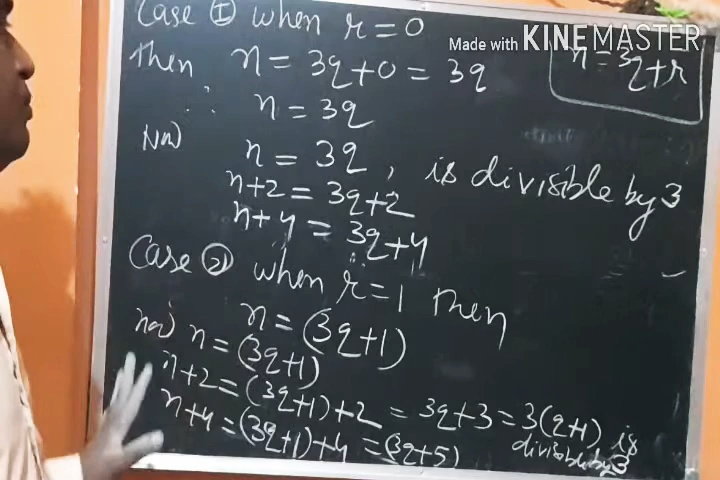 Case ① when r = 0
Made with KINEMASTER
then n = 3q+0 = 3q
n = 3q+r
∴ n = 3q
Now n = 3q, is divisible by 3
n+2 = 3q+2
n+4 = 3q+4
Case ② when r=1 then
n = (3q+1)
now n = (3q+1)
n+2 = (3q+1)+2 = 3q+3 = 3(q+1) is divisible by 3
n+4 = (3q+1)+4 = (3q+5)